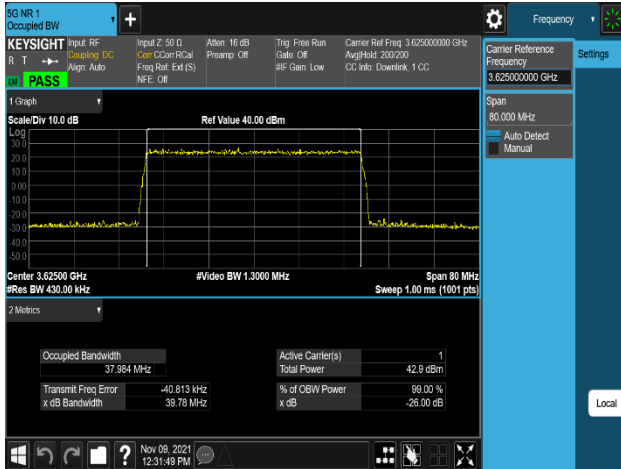 5G NR 1
Occupied BW
Frequency
KEYSIGHT
R T
PASS
Input: RF
Coupling: DC
Align: Auto
Input Z: 50 Ω
Corr CCorr RCal
Freq Ref: Ext (S)
NFE: Off
Atten: 16 dB
Preamp: Off
Trig: Free Run
Gate: Off
#IF Gain: Low
Carrier Ref Freq: 3.625000000 GHz
Avg|Hold: 200/200
CC Info: Downlink, 1 CC
Carrier Reference
Frequency
3.625000000 GHz
Settings
Span
80.000 MHz
Auto Detect
Manual
1 Graph
Scale/Div 10.0 dB
Ref Value 40.00 dBm
Log
30.0
20.0
10.0
0.00
-10.0
-20.0
-30.0
-40.0
-50.0
Center 3.62500 GHz
#Video BW 1.3000 MHz
Span 80 MHz
#Res BW 430.00 kHz
Sweep 1.00 ms (1001 pts)
2 Metrics
Occupied Bandwidth
37.984 MHz
Active Carrier(s) 1
Total Power 42.9 dBm
Transmit Freq Error -40.813 kHz
x dB Bandwidth 39.78 MHz
% of OBW Power 99.00 %
x dB -26.00 dB
Local
?
Nov 09, 2021
12:31:49 PM